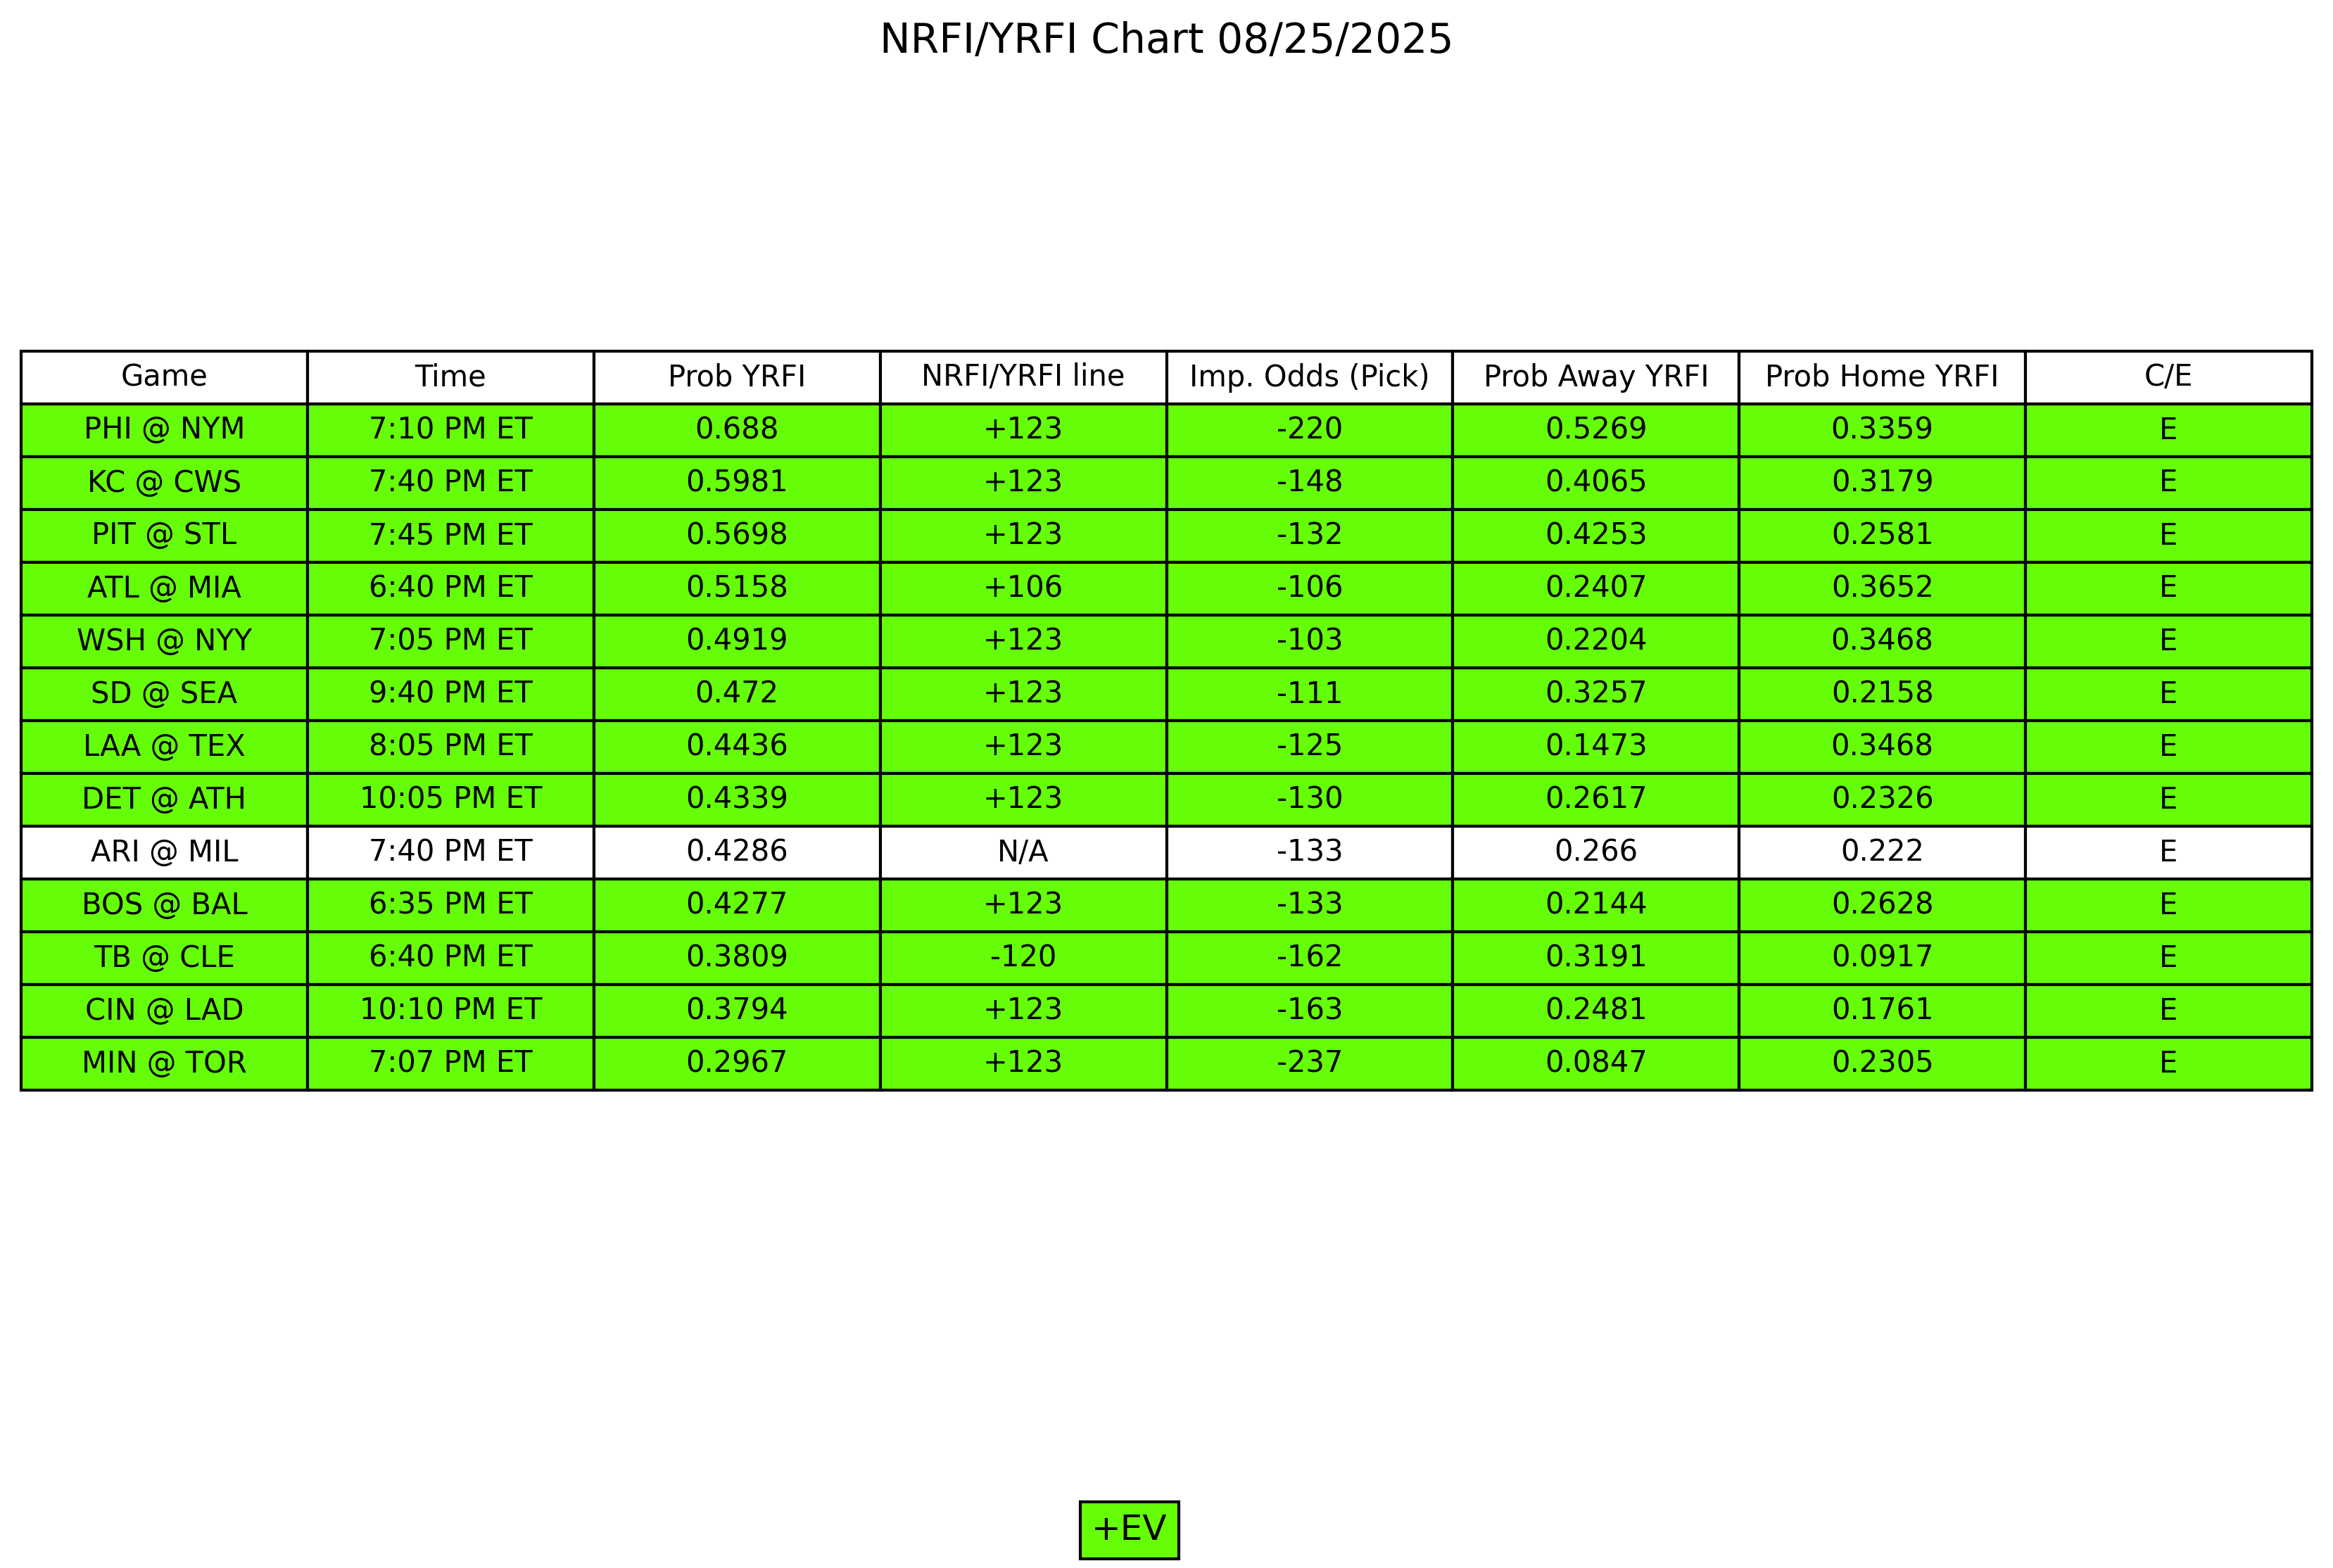 NRFI/YRFI Chart 08/25/2025
Game Time Prob YRFI NRFI/YRFI line Imp. Odds (Pick) Prob Away YRFI Prob Home YRFI C/E
PHI @ NYM 7:10 PM ET 0.688 +123 -220 0.5269 0.3359 E
KC @ CWS 7:40 PM ET 0.5981 +123 -148 0.4065 0.3179 E
PIT @ STL 7:45 PM ET 0.5698 +123 -132 0.4253 0.2581 E
ATL @ MIA 6:40 PM ET 0.5158 +106 -106 0.2407 0.3652 E
WSH @ NYY 7:05 PM ET 0.4919 +123 -103 0.2204 0.3468 E
SD @ SEA 9:40 PM ET 0.472 +123 -111 0.3257 0.2158 E
LAA @ TEX 8:05 PM ET 0.4436 +123 -125 0.1473 0.3468 E
DET @ ATH 10:05 PM ET 0.4339 +123 -130 0.2617 0.2326 E
ARI @ MIL 7:40 PM ET 0.4286 N/A -133 0.266 0.222 E
BOS @ BAL 6:35 PM ET 0.4277 +123 -133 0.2144 0.2628 E
TB @ CLE 6:40 PM ET 0.3809 -120 -162 0.3191 0.0917 E
CIN @ LAD 10:10 PM ET 0.3794 +123 -163 0.2481 0.1761 E
MIN @ TOR 7:07 PM ET 0.2967 +123 -237 0.0847 0.2305 E
+EV